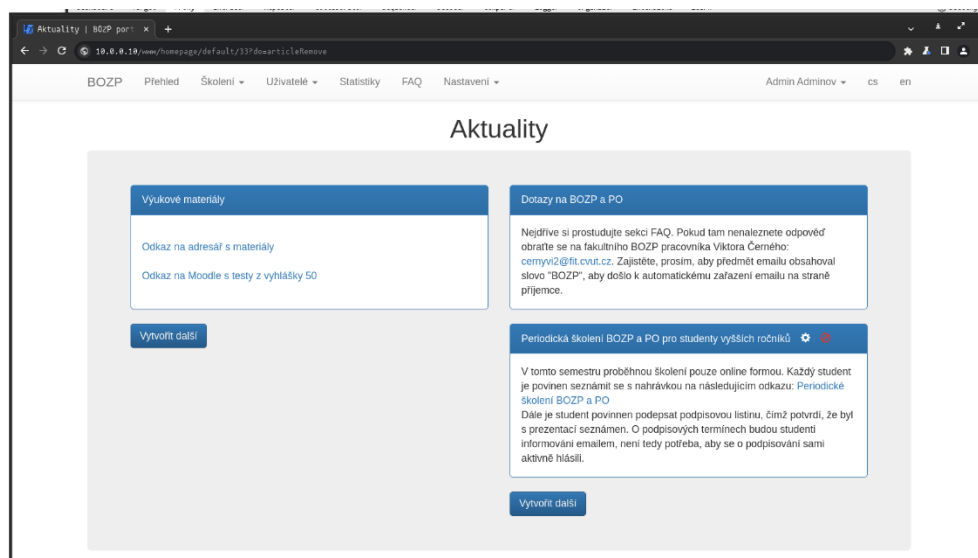 Aktuality | BOZP port
10.0.0.10/www/homepage/default/33?do=articleRemove
BOZP Přehled Školení Uživatelé Statistiky FAQ Nastavení Admin Adminov cs en
Aktuality
Výukové materiály
Odkaz na adresář s materiály
Odkaz na Moodle s testy z vyhlášky 50
Vytvořit další
Dotazy na BOZP a PO
Nejdříve si prostudujte sekci FAQ. Pokud tam nenaleznete odpověď
obraťte se na fakultního BOZP pracovníka Viktora Černého:
cernyvi2@fit.cvut.cz. Zajistěte, prosím, aby předmět emailu obsahoval
slovo "BOZP", aby došlo k automatickému zařazení emailu na straně
příjemce.
Periodická školení BOZP a PO pro studenty vyšších ročníků
V tomto semestru proběhnou školení pouze online formou. Každý student
je povinen seznámit se s nahrávkou na následujícím odkazu: Periodické
školení BOZP a PO
Dále je student povinnen podepsat podpisovou listinu, čímž potvrdí, že byl
s prezentací seznámen. O podpisových termínech budou studenti
informováni emailem, není tedy potřeba, aby se o podpisování sami
aktivně hlásili.
Vytvořit další